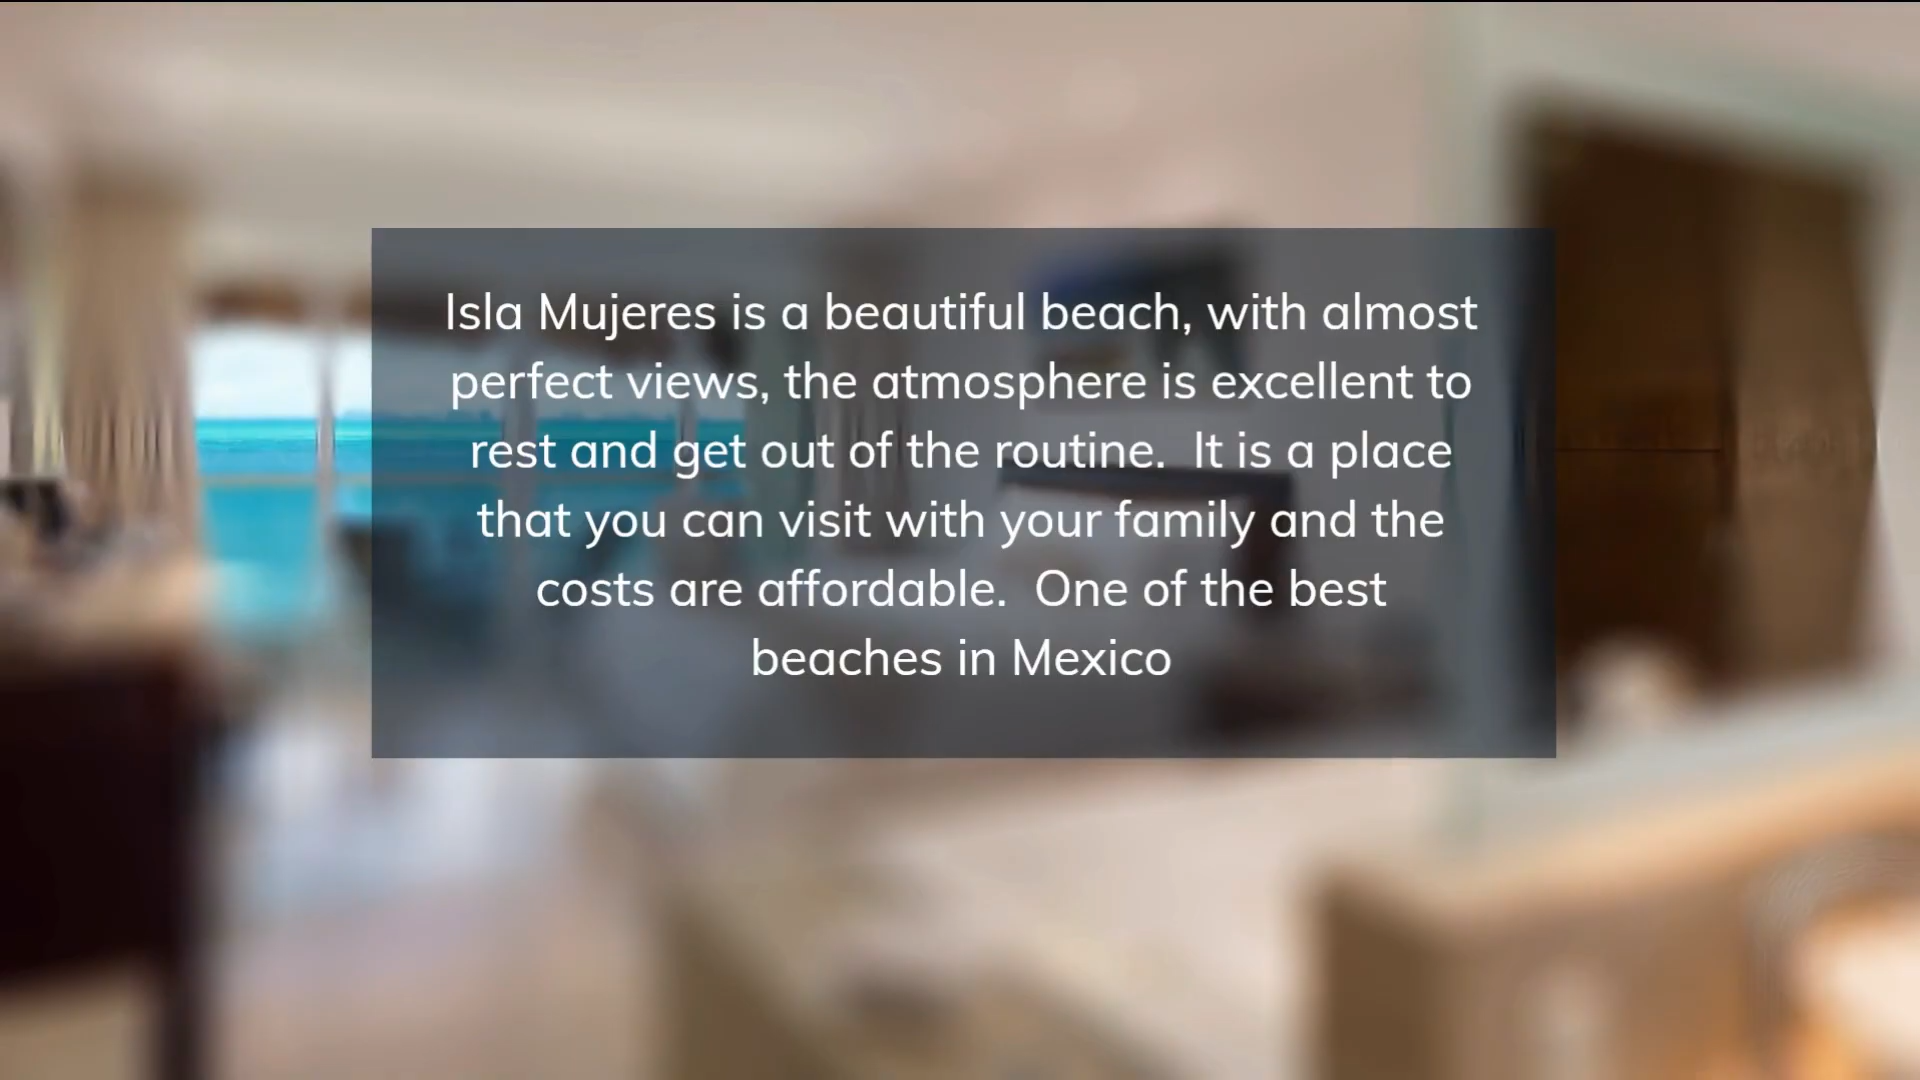 Isla Mujeres is a beautiful beach, with almost
perfect views, the atmosphere is excellent to
rest and get out of the routine.  It is a place
that you can visit with your family and the
costs are affordable.  One of the best
beaches in Mexico